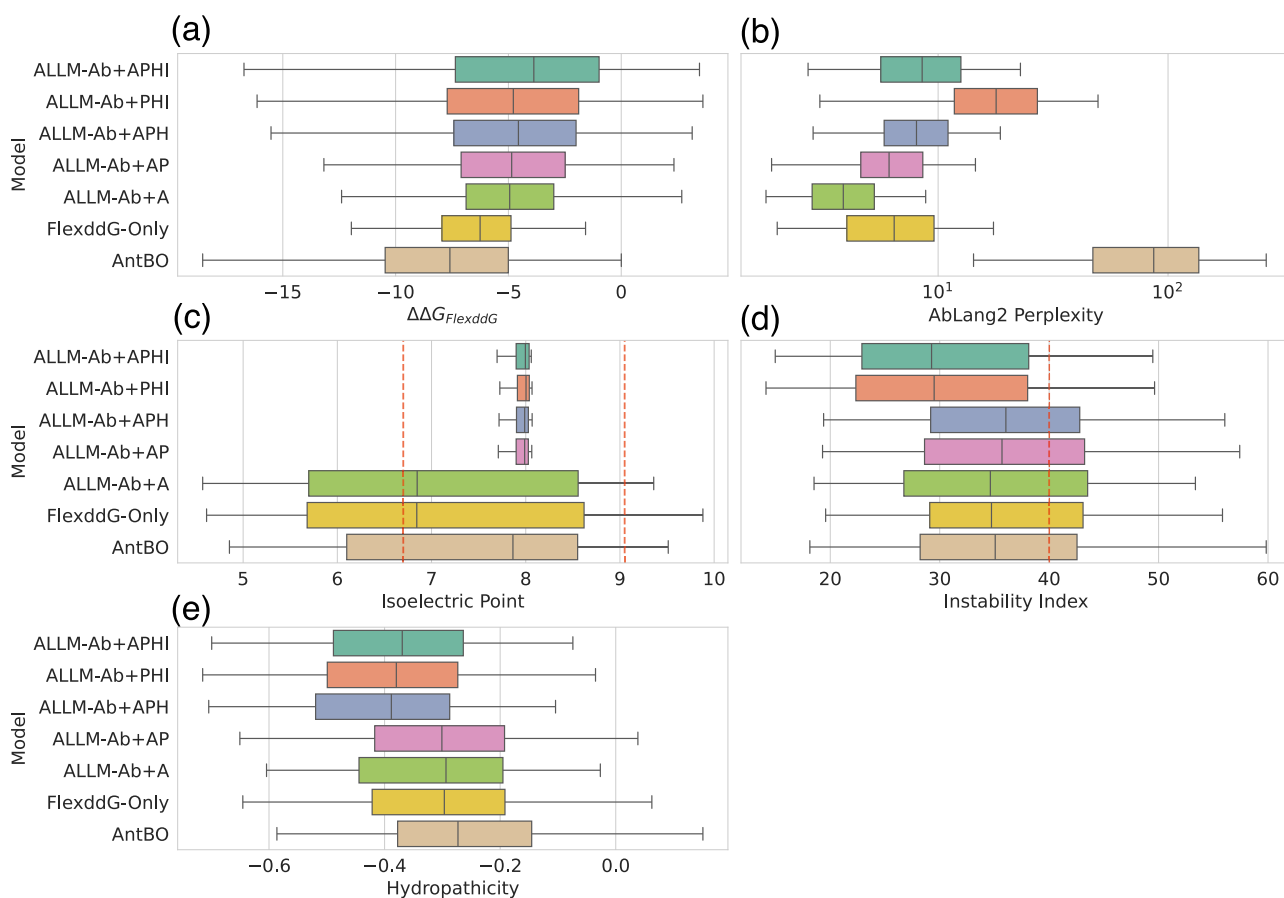 (a)
Model
ALLM-Ab+APHI
ALLM-Ab+PHI
ALLM-Ab+APH
ALLM-Ab+AP
ALLM-Ab+A
FlexddG-Only
AntBO
−15 −10 −5 0
ΔΔG_FlexddG
(b)
10¹ 10²
AbLang2 Perplexity
(c)
Model
ALLM-Ab+APHI
ALLM-Ab+PHI
ALLM-Ab+APH
ALLM-Ab+AP
ALLM-Ab+A
FlexddG-Only
AntBO
5 6 7 8 9 10
Isoelectric Point
(d)
20 30 40 50 60
Instability Index
(e)
Model
ALLM-Ab+APHI
ALLM-Ab+PHI
ALLM-Ab+APH
ALLM-Ab+AP
ALLM-Ab+A
FlexddG-Only
AntBO
−0.6 −0.4 −0.2 0.0
Hydropathicity